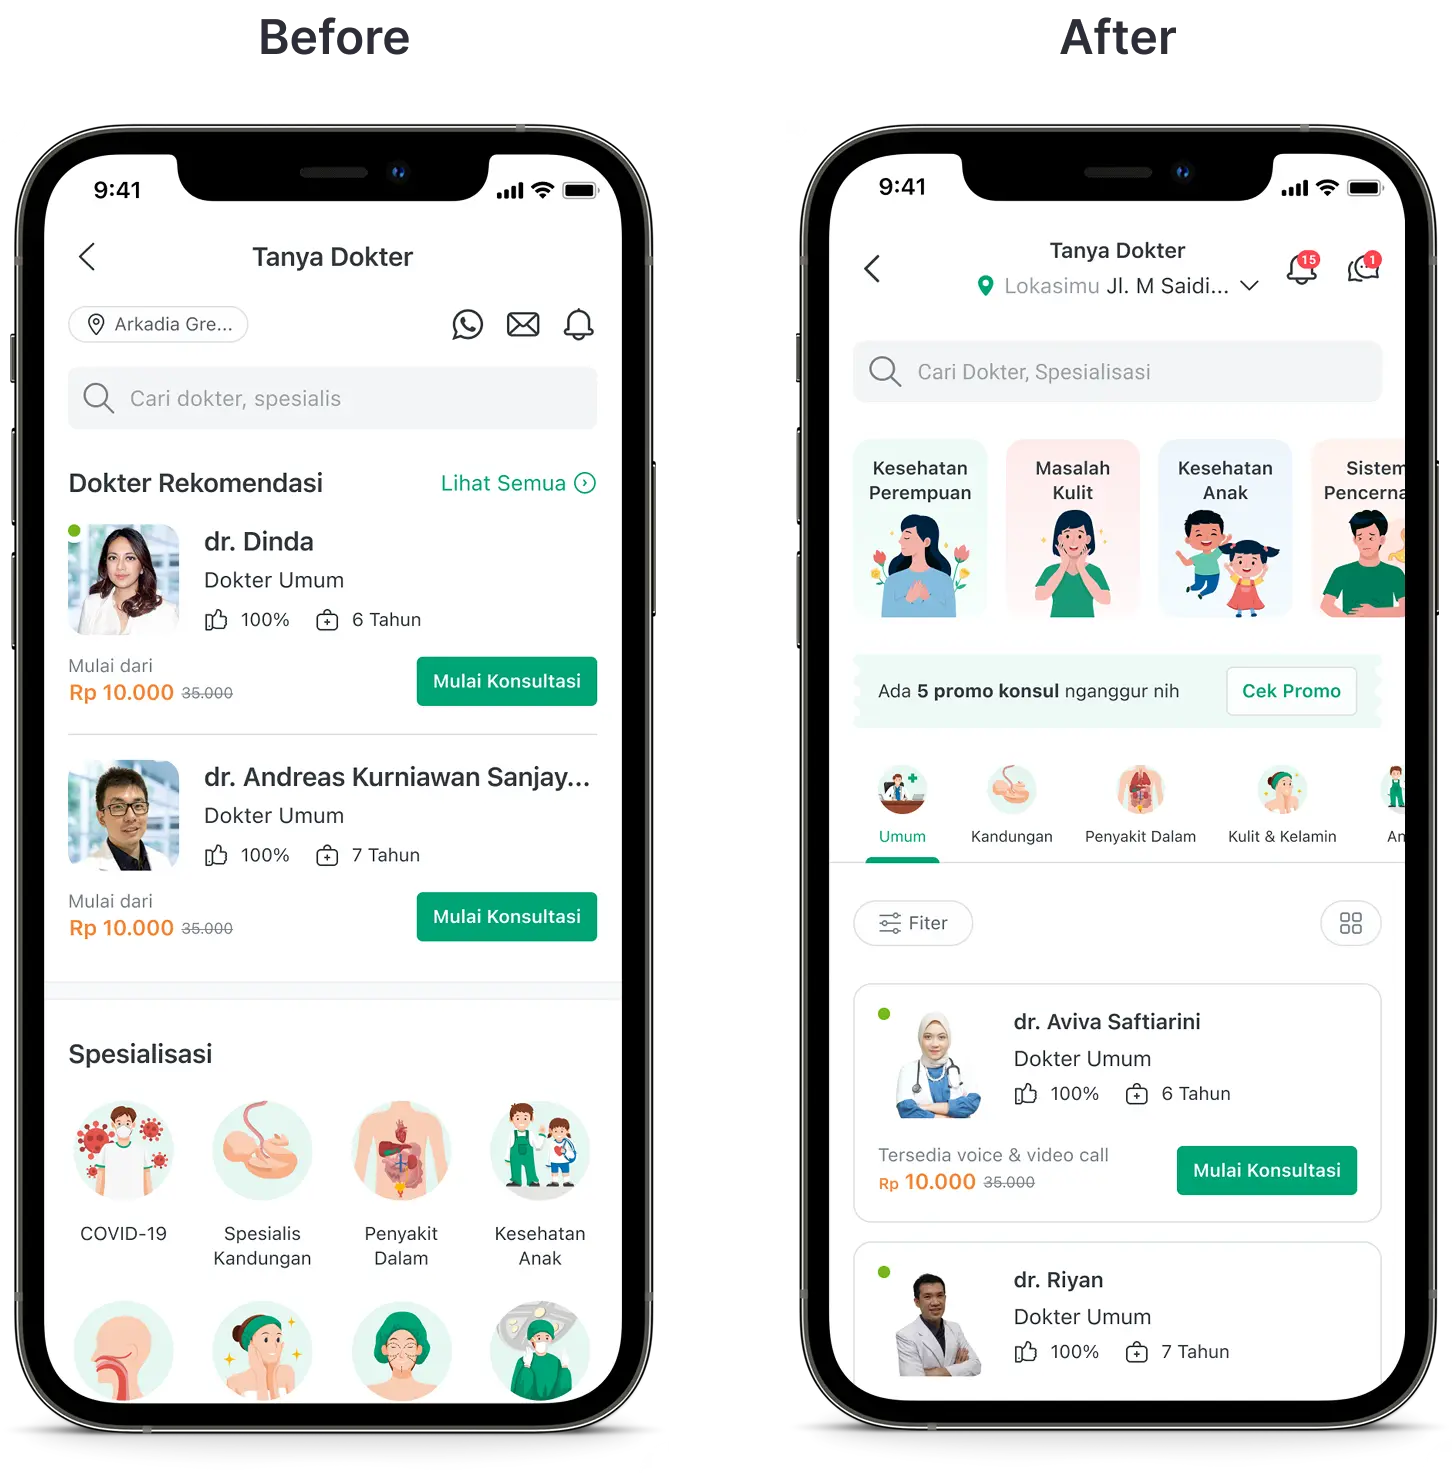 Before
9:41
Tanya Dokter
Arkadia Gre...
Cari dokter, spesialis
Dokter Rekomendasi
Lihat Semua
dr. Dinda
Dokter Umum
100% 6 Tahun
Mulai dari
Rp 10.000 35.000
Mulai Konsultasi
dr. Andreas Kurniawan Sanjay...
Dokter Umum
100% 7 Tahun
Mulai dari
Rp 10.000 35.000
Mulai Konsultasi
Spesialisasi
COVID-19
Spesialis
Kandungan
Penyakit
Dalam
Kesehatan
Anak
After
9:41
Tanya Dokter
Lokasimu Jl. M Saidi...
15
1
Cari Dokter, Spesialisasi
Kesehatan
Perempuan
Masalah
Kulit
Kesehatan
Anak
Sistem
Pencerna
Ada 5 promo konsul nganggur nih
Cek Promo
Umum
Kandungan
Penyakit Dalam
Kulit & Kelamin
An
Fiter
dr. Aviva Saftiarini
Dokter Umum
100% 6 Tahun
Tersedia voice & video call
Rp 10.000 35.000
Mulai Konsultasi
dr. Riyan
Dokter Umum
100% 7 Tahun